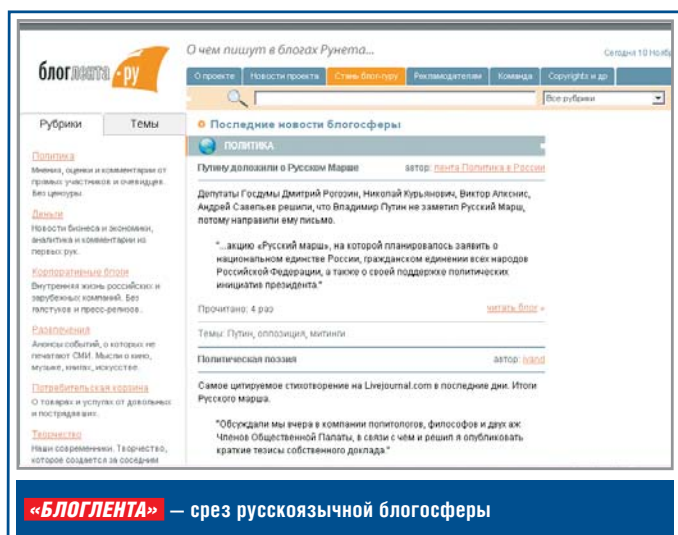 О чем пишут в блогах Рунета...
Сегодня 10 Нояб
блоглента.ру
О проекте Новости проекта Стань блог-гуру Рекламодателям Команда Copyrights и др
Все рубрики
Рубрики Темы
Политика
Мнения, оценки и комментарии от
прямых участников и очевидцев.
Без цензуры.
Деньги
Новости бизнеса и экономики,
аналитика и комментарии из
первых рук.
Корпоративные блоги
Внутренняя жизнь российских и
зарубежных компаний. Без
галстуков и пресс-релизов.
Развлечения
Анонсы событий, о которых не
печатают СМИ. Мысли о кино,
музыке, книгах, искусстве.
Потребительская корзина
О товарах и услугах от довольных
и пострадавших.
Творчество
Наши современники. Творчество,
которое создается за соседним
Последние новости блогосферы
ПОЛИТИКА
Путину доложили о Русском Марше автор: лента Политика в России
Депутаты Госдумы Дмитрий Рогозин, Николай Курьянович, Виктор Алкснис,
Андрей Савельев решили, что Владимир Путин не заметил Русский Марш,
потому направили ему письмо.
"...акцию «Русский марш», на которой планировалось заявить о
национальном единстве России, гражданском единении всех народов
Российской Федерации, а также о своей поддержке политических
инициатив президента."
Прочитано: 4 раз читать блог »
Темы: Путин, оппозиция, митинги
Политическая поэзия автор: ivand
Самое цитируемое стихотворение на Livejournal.com в последние дни. Итоги
Русского марша.
"Обсуждали мы вчера в компании политологов, философов и двух аж
Членов Общественной Палаты, в связи с чем и решил я опубликовать
краткие тезисы собственного доклада."
«БЛОГЛЕНТА» — срез русскоязычной блогосферы